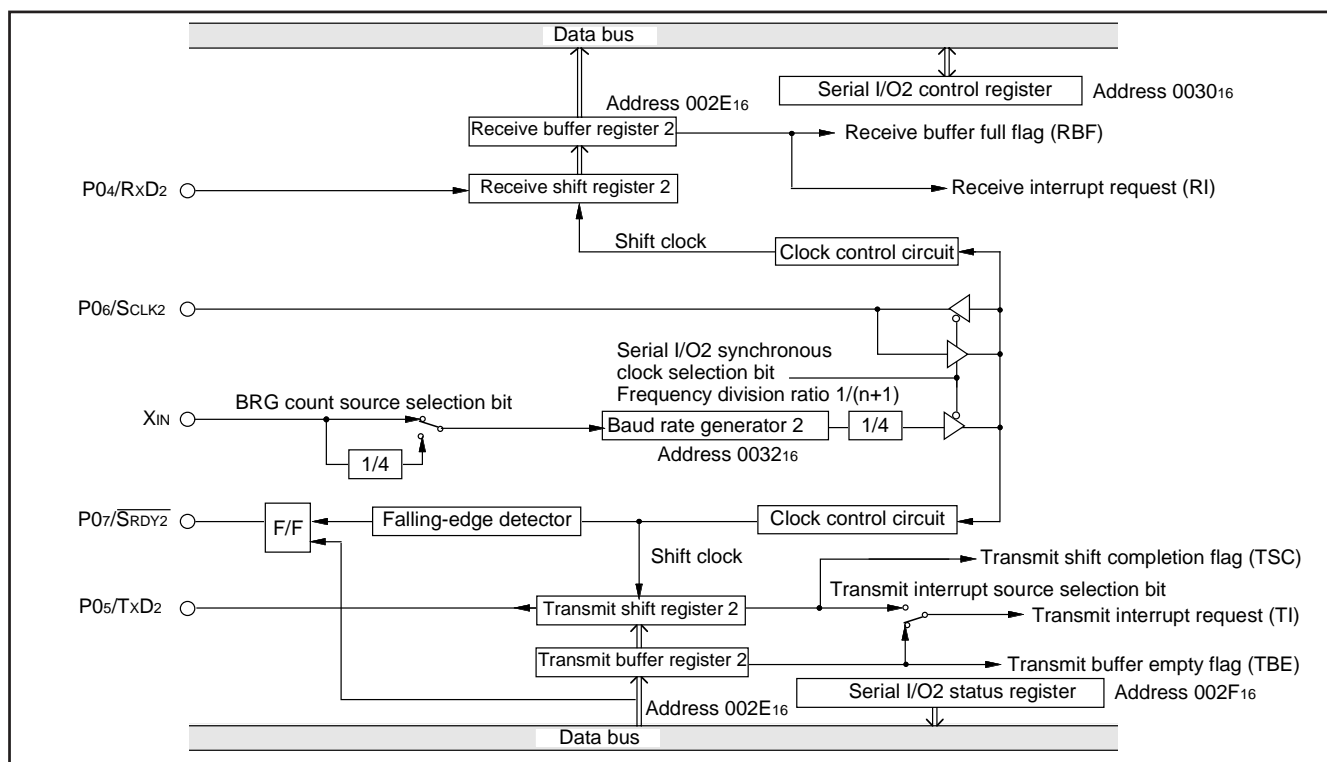 Data bus
Serial I/O2 control register
Address 0030₁₆
Address 002E₁₆
Receive buffer register 2
Receive buffer full flag (RBF)
P0₄/RxD₂
Receive shift register 2
Receive interrupt request (RI)
Shift clock
Clock control circuit
P0₆/SCLK2
Serial I/O2 synchronous
clock selection bit
Frequency division ratio 1/(n+1)
BRG count source selection bit
XIN
Baud rate generator 2
1/4
1/4
Address 0032₁₆
P0₇/SRDY2
F/F
Falling-edge detector
Clock control circuit
Shift clock
Transmit shift completion flag (TSC)
Transmit interrupt source selection bit
P0₅/TxD₂
Transmit shift register 2
Transmit interrupt request (TI)
Transmit buffer register 2
Transmit buffer empty flag (TBE)
Serial I/O2 status register
Address 002F₁₆
Address 002E₁₆
Data bus